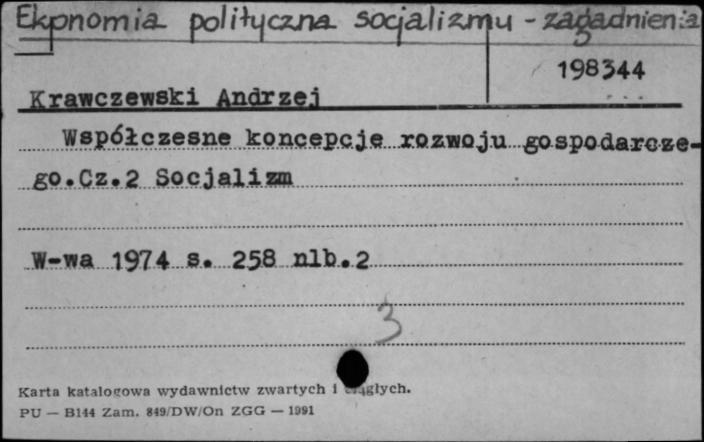 Ekonomia polityczna socjalizmu - zagadnienia
198344
Krawczewski Andrzej
Współczesne koncepcje rozwoju gospodarcze-
go.Cz.2 Socjalizm
W-wa 1974 s. 258 nlb.2
3
Karta katalogowa wydawnictw zwartych i ciągłych.
PU — B144 Zam. 849/DW/On ZGG — 1991